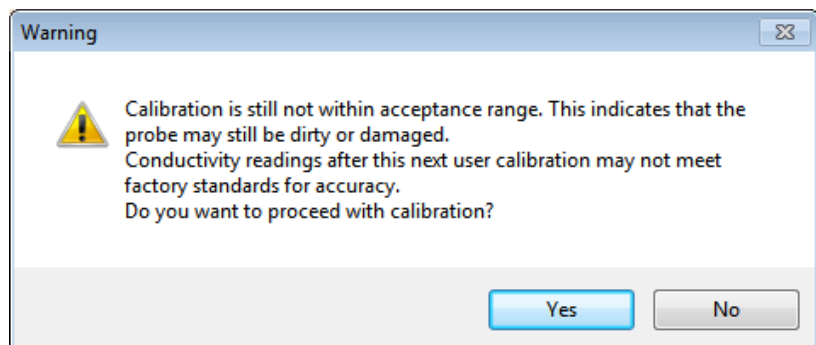 Warning
Calibration is still not within acceptance range. This indicates that the
probe may still be dirty or damaged.
Conductivity readings after this next user calibration may not meet
factory standards for accuracy.
Do you want to proceed with calibration?
Yes
No